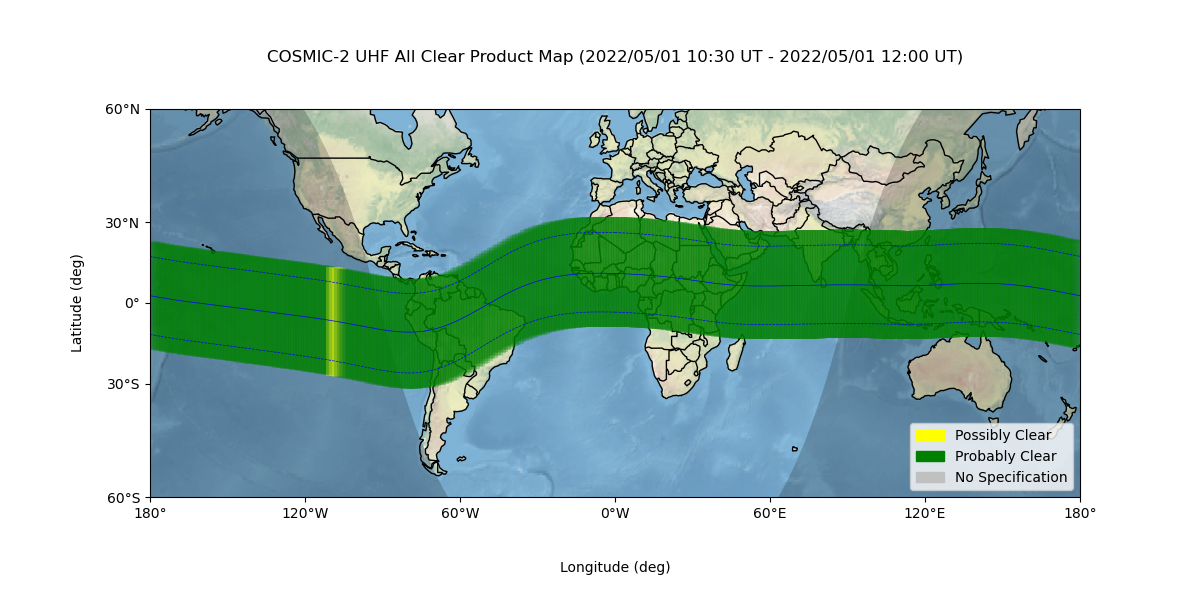 COSMIC-2 UHF All Clear Product Map (2022/05/01 10:30 UT - 2022/05/01 12:00 UT)
60°N
30°N
0°
30°S
60°S
Latitude (deg)
Possibly Clear
Probably Clear
No Specification
180° 120°W 60°W 0°W 60°E 120°E 180°
Longitude (deg)